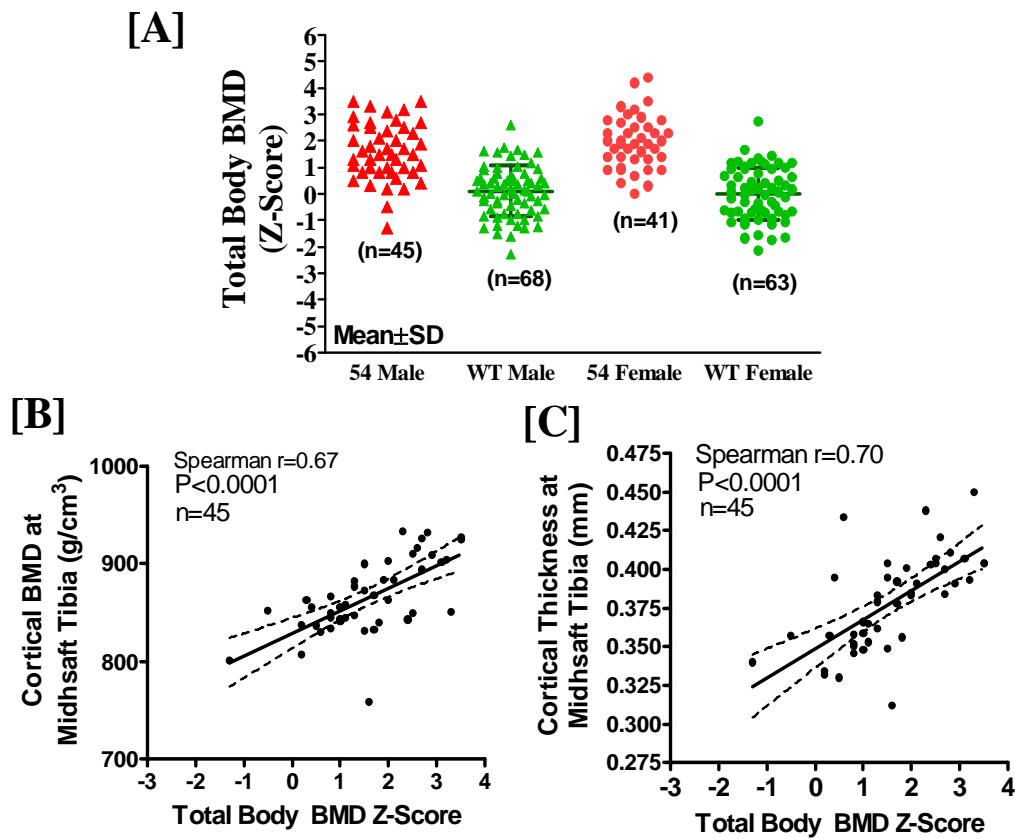 [A]
Total Body BMD
(Z-Score)
6
5
4
3
2
1
0
-1
-2
-3
-4
-5
-6
(n=45)
(n=68)
(n=41)
(n=63)
Mean±SD
54 Male WT Male 54 Female WT Female
[B]
Cortical BMD at
Midhsaft Tibia (g/cm³)
1000
900
800
700
Spearman r=0.67
P<0.0001
n=45
-3 -2 -1 0 1 2 3 4
Total Body BMD Z-Score
[C]
Cortical Thickness at
Midhsaft Tibia (mm)
0.475
0.450
0.425
0.400
0.375
0.350
0.325
0.300
0.275
Spearman r=0.70
P<0.0001
n=45
-3 -2 -1 0 1 2 3 4
Total Body BMD Z-Score